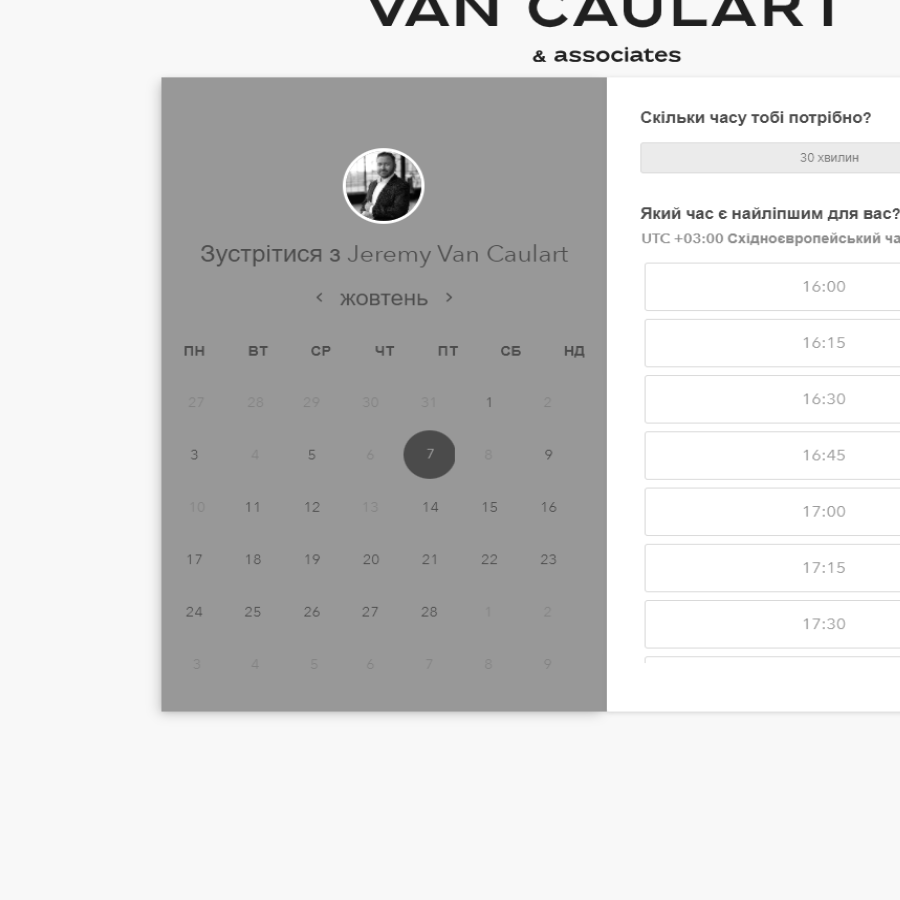 VAN CAULART
& associates
Зустрітися з Jeremy Van Caulart
жовтень
ПН ВТ СР ЧТ ПТ СБ НД
27 28 29 30 31 1 2
3 4 5 6 7 8 9
10 11 12 13 14 15 16
17 18 19 20 21 22 23
24 25 26 27 28 1 2
3 4 5 6 7 8 9
Скільки часу тобі потрібно?
30 хвилин
Який час є найліпшим для вас?
UTC +03:00 Східноєвропейський ча
16:00
16:15
16:30
16:45
17:00
17:15
17:30